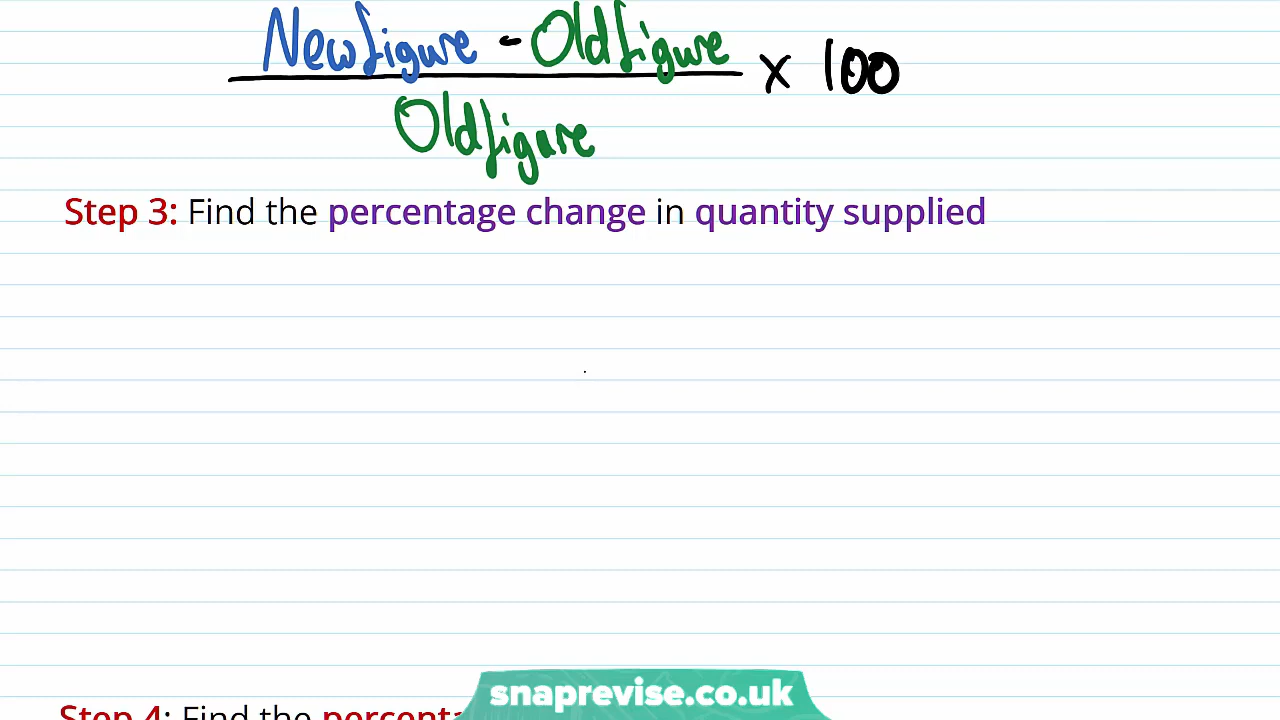 New figure - Old figure
x 100
Old figure
Step 3: Find the percentage change in quantity supplied
snaprevise.co.uk
Step 4: Find the